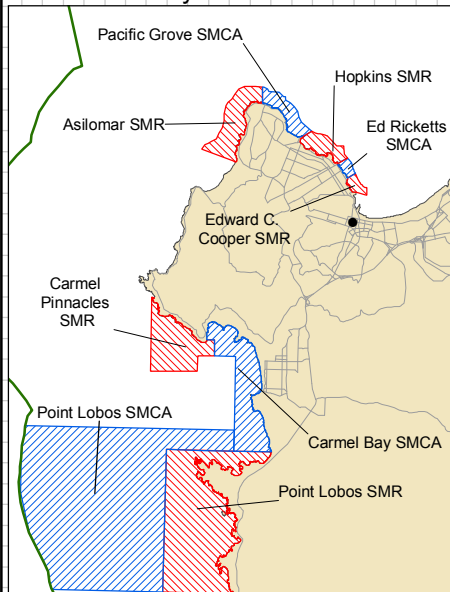 Pacific Grove SMCA
Hopkins SMR
Asilomar SMR
Ed Ricketts
SMCA
Edward C.
Cooper SMR
Carmel
Pinnacles
SMR
Point Lobos SMCA
Carmel Bay SMCA
Point Lobos SMR